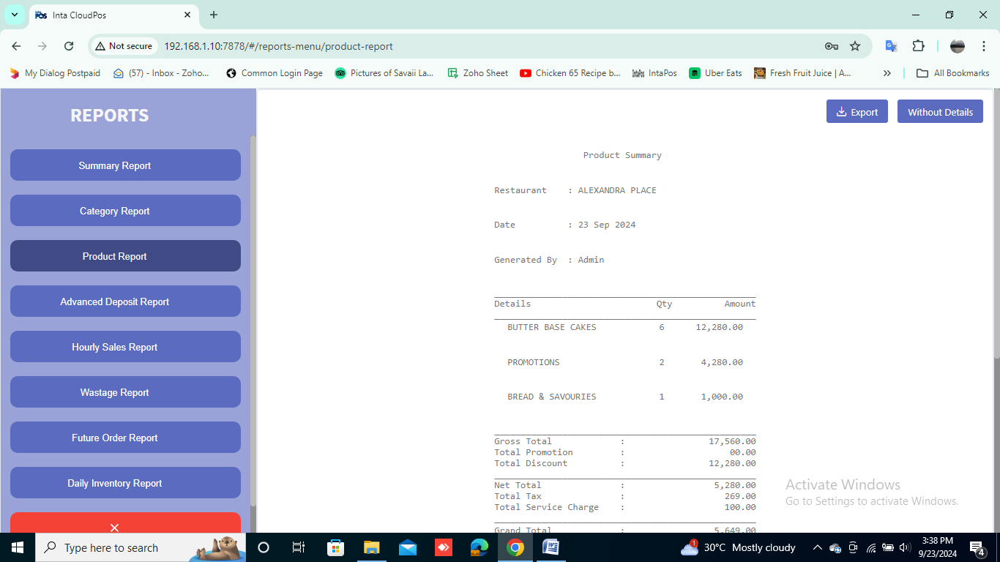 POS Inta CloudPos
Not secure 192.168.1.10:7878/#/reports-menu/product-report
My Dialog Postpaid (57) - Inbox - Zoho... Common Login Page Pictures of Savaii La... Zoho Sheet Chicken 65 Recipe b... IntaPos Uber Eats Fresh Fruit Juice | A... » All Bookmarks
REPORTS
Summary Report
Category Report
Product Report
Advanced Deposit Report
Hourly Sales Report
Wastage Report
Future Order Report
Daily Inventory Report
Export Without Details
Product Summary
Restaurant : ALEXANDRA PLACE
Date : 23 Sep 2024
Generated By : Admin
Details Qty Amount
BUTTER BASE CAKES 6 12,280.00
PROMOTIONS 2 4,280.00
BREAD & SAVOURIES 1 1,000.00
Gross Total : 17,560.00
Total Promotion : 00.00
Total Discount : 12,280.00
Net Total : 5,280.00
Total Tax : 269.00
Total Service Charge : 100.00
Grand Total : 5,649.00
Activate Windows
Go to Settings to activate Windows.
Type here to search
1 30°C Mostly cloudy
3:38 PM
9/23/2024
4